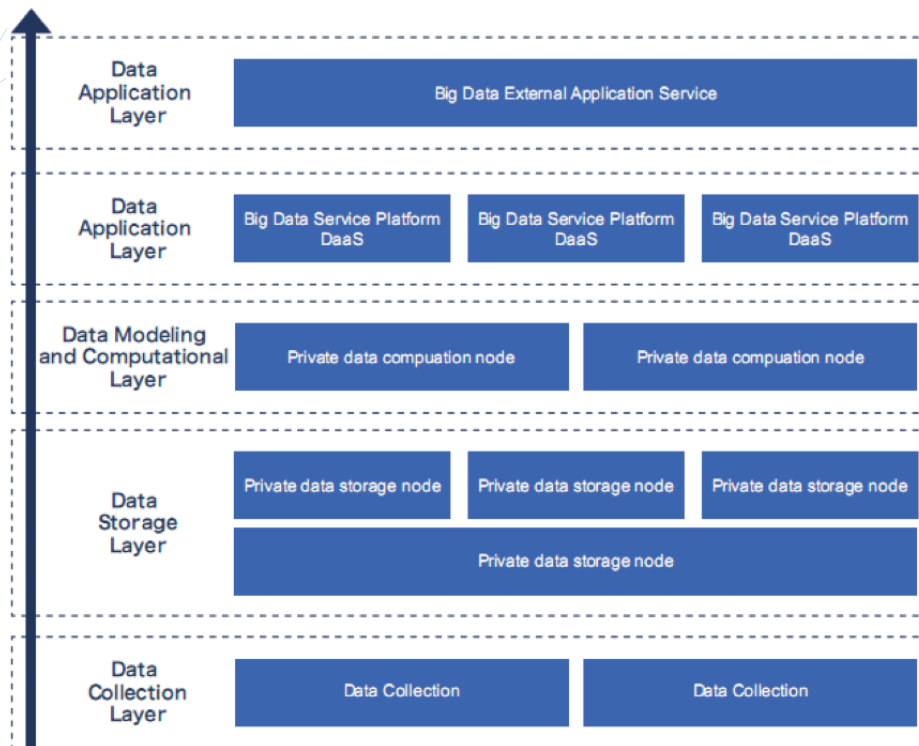 Data
Application
Layer
Big Data External Application Service
Data
Application
Layer
Big Data Service Platform
DaaS
Big Data Service Platform
DaaS
Big Data Service Platform
DaaS
Data Modeling
and Computational
Layer
Private data compuation node
Private data compuation node
Data
Storage
Layer
Private data storage node
Private data storage node
Private data storage node
Private data storage node
Data
Collection
Layer
Data Collection
Data Collection